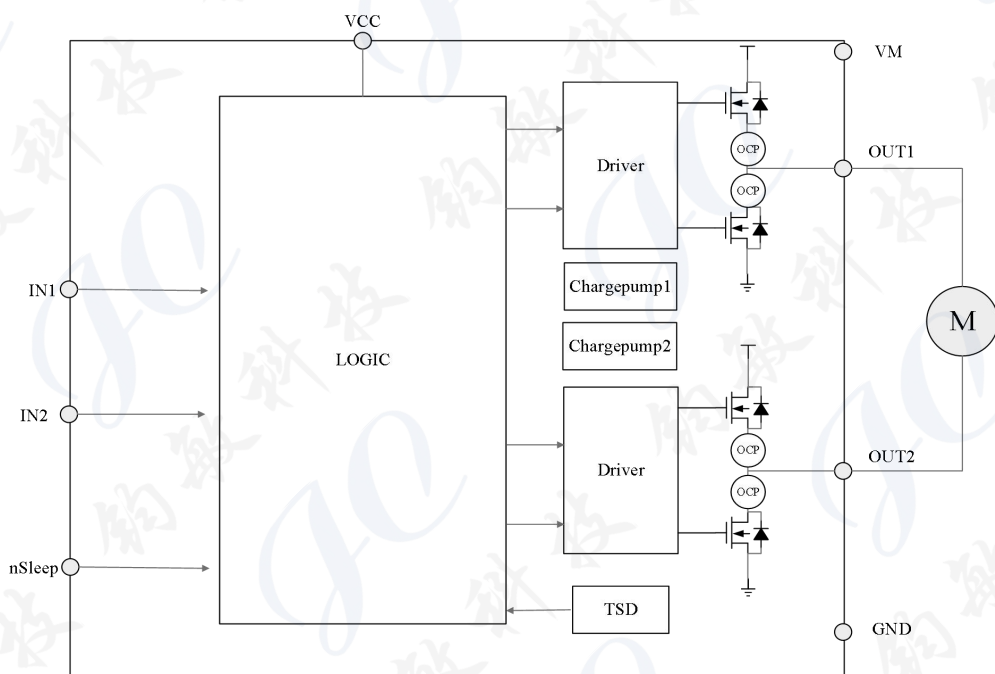 VCC
VM
OCP
OUT1
Driver
OCP
Chargepump1
IN1
M
Chargepump2
LOGIC
IN2
OCP
OUT2
Driver
OCP
nSleep
TSD
GND